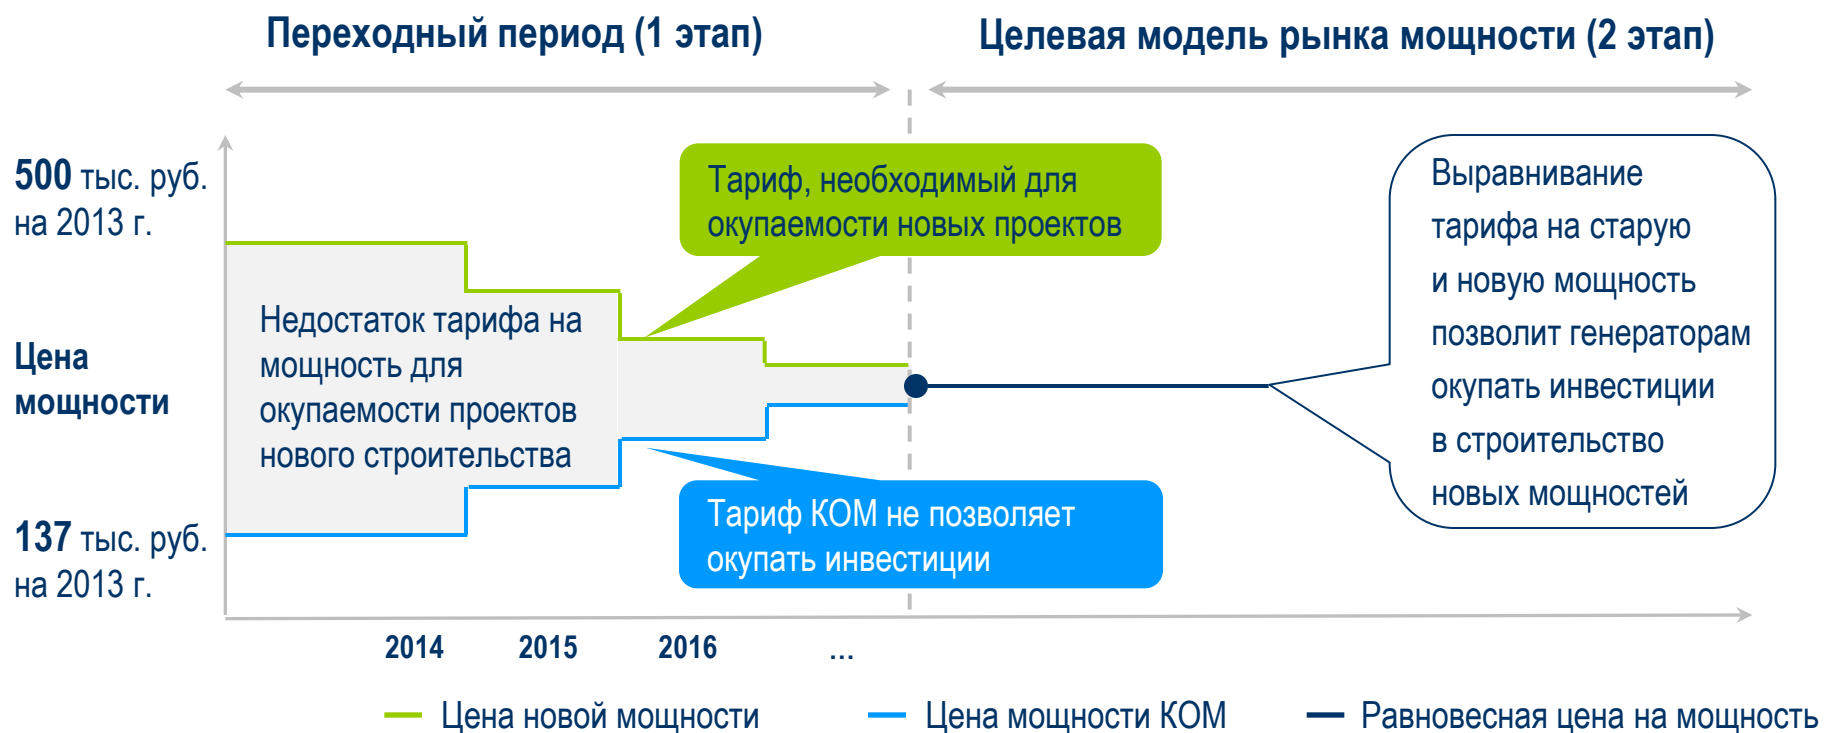 Переходный период (1 этап)
Целевая модель рынка мощности (2 этап)
500 тыс. руб.
на 2013 г.
Цена
мощности
137 тыс. руб.
на 2013 г.
Недостаток тарифа на
мощность для
окупаемости проектов
нового строительства
Тариф, необходимый для
окупаемости новых проектов
Тариф КОМ не позволяет
окупать инвестиции
Выравнивание
тарифа на старую
и новую мощность
позволит генераторам
окупать инвестиции
в строительство
новых мощностей
2014
2015
2016
...
Цена новой мощности
Цена мощности КОМ
Равновесная цена на мощность